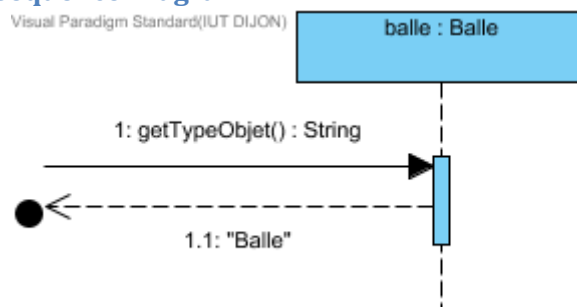 Visual Paradigm Standard(IUT DIJON)
balle : Balle
1: getTypeObjet() : String
1.1: "Balle"